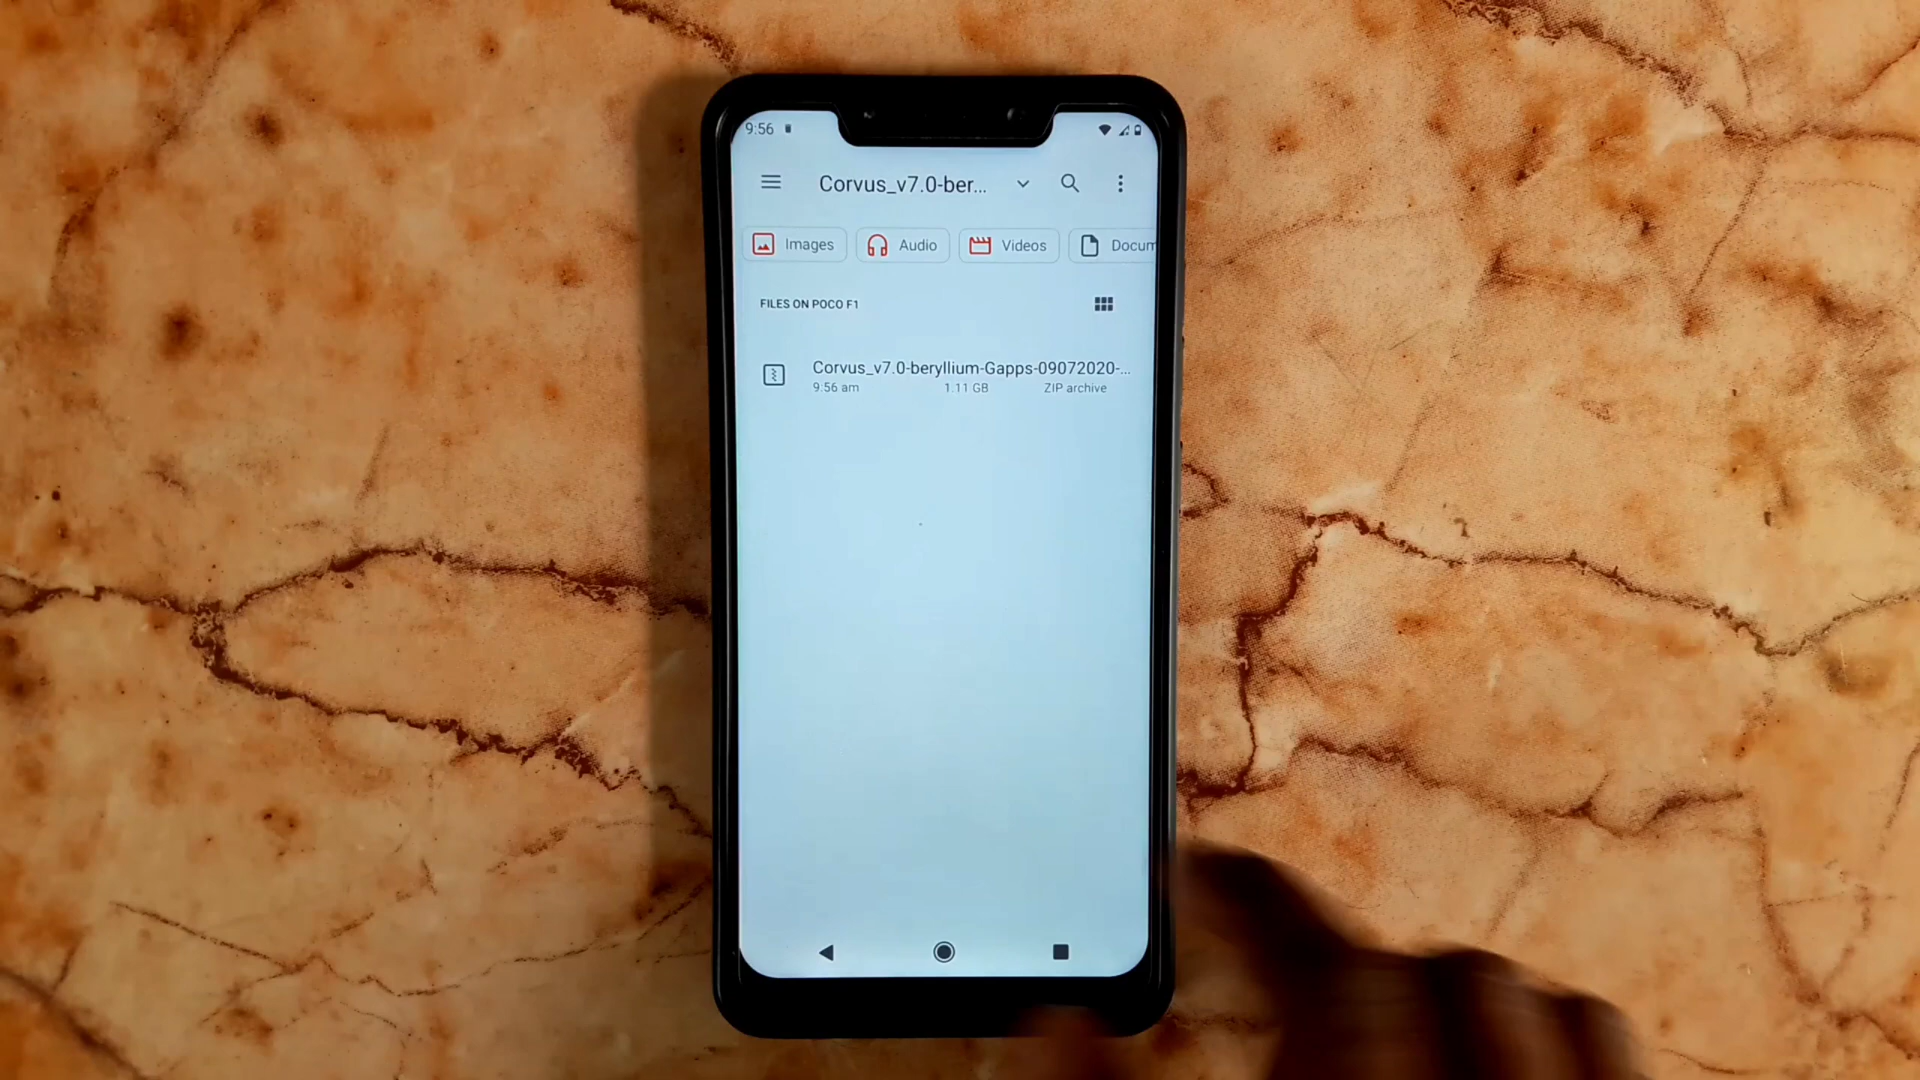 9:56
Corvus_v7.0-ber...
Images Audio Videos Docum
FILES ON POCO F1
Corvus_v7.0-beryllium-Gapps-09072020-...
9:56 am 1.11 GB ZIP archive